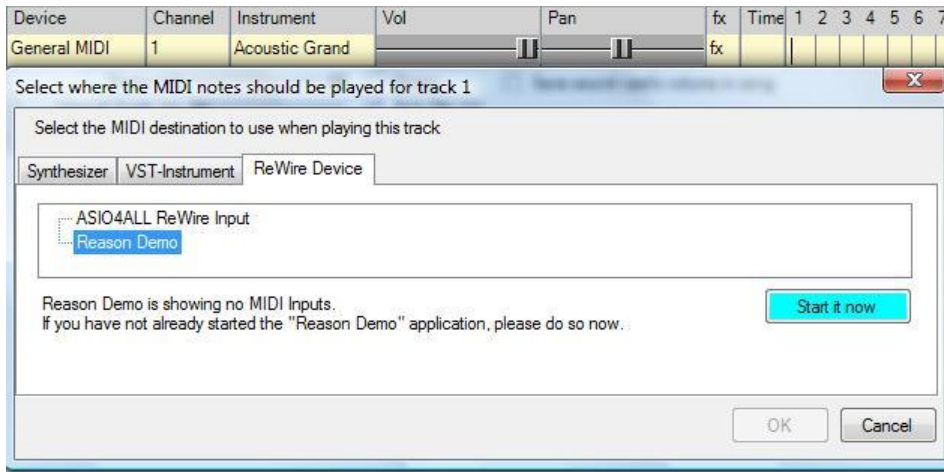 Device Channel Instrument Vol Pan fx Time 1 2 3 4 5 6 7
General MIDI 1 Acoustic Grand fx
Select where the MIDI notes should be played for track 1
Select the MIDI destination to use when playing this track
Synthesizer VST-Instrument ReWire Device
ASIO4ALL ReWire Input
Reason Demo
Reason Demo is showing no MIDI Inputs.
If you have not already started the "Reason Demo" application, please do so now.
Start it now
OK Cancel